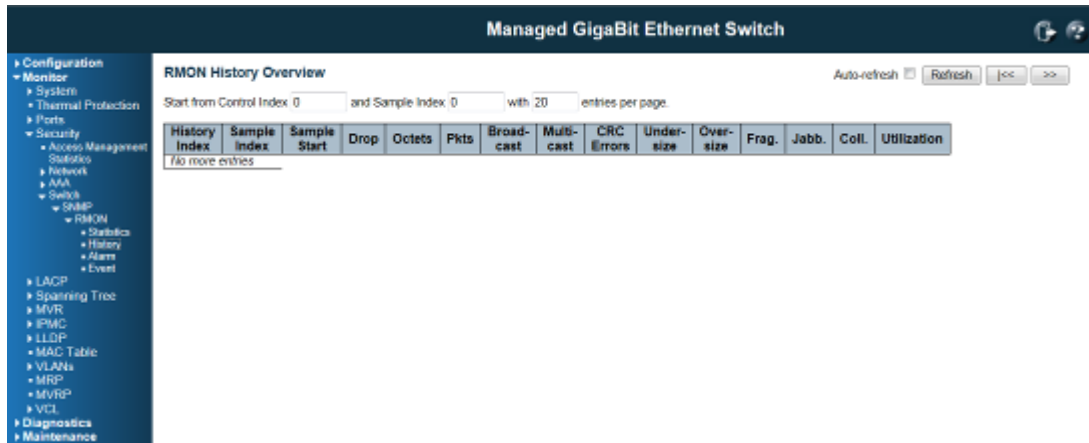 Managed GigaBit Ethernet Switch
Configuration
Monitor
System
Thermal Protection
Ports
Security
Access Management
Statistics
Network
AAA
Switch
SNMP
RMON
Statistics
History
Alarm
Event
LACP
Spanning Tree
MVR
IPMC
LLDP
MAC Table
VLANs
MRP
MVRP
VCL
Diagnostics
Maintenance
RMON History Overview
Auto-refresh Refresh |<< >>
Start from Control Index 0 and Sample Index 0 with 20 entries per page.
History Index Sample Index Sample Start Drop Octets Pkts Broad-cast Multi-cast CRC Errors Under-size Over-size Frag. Jabb. Coll. Utilization
No more entries